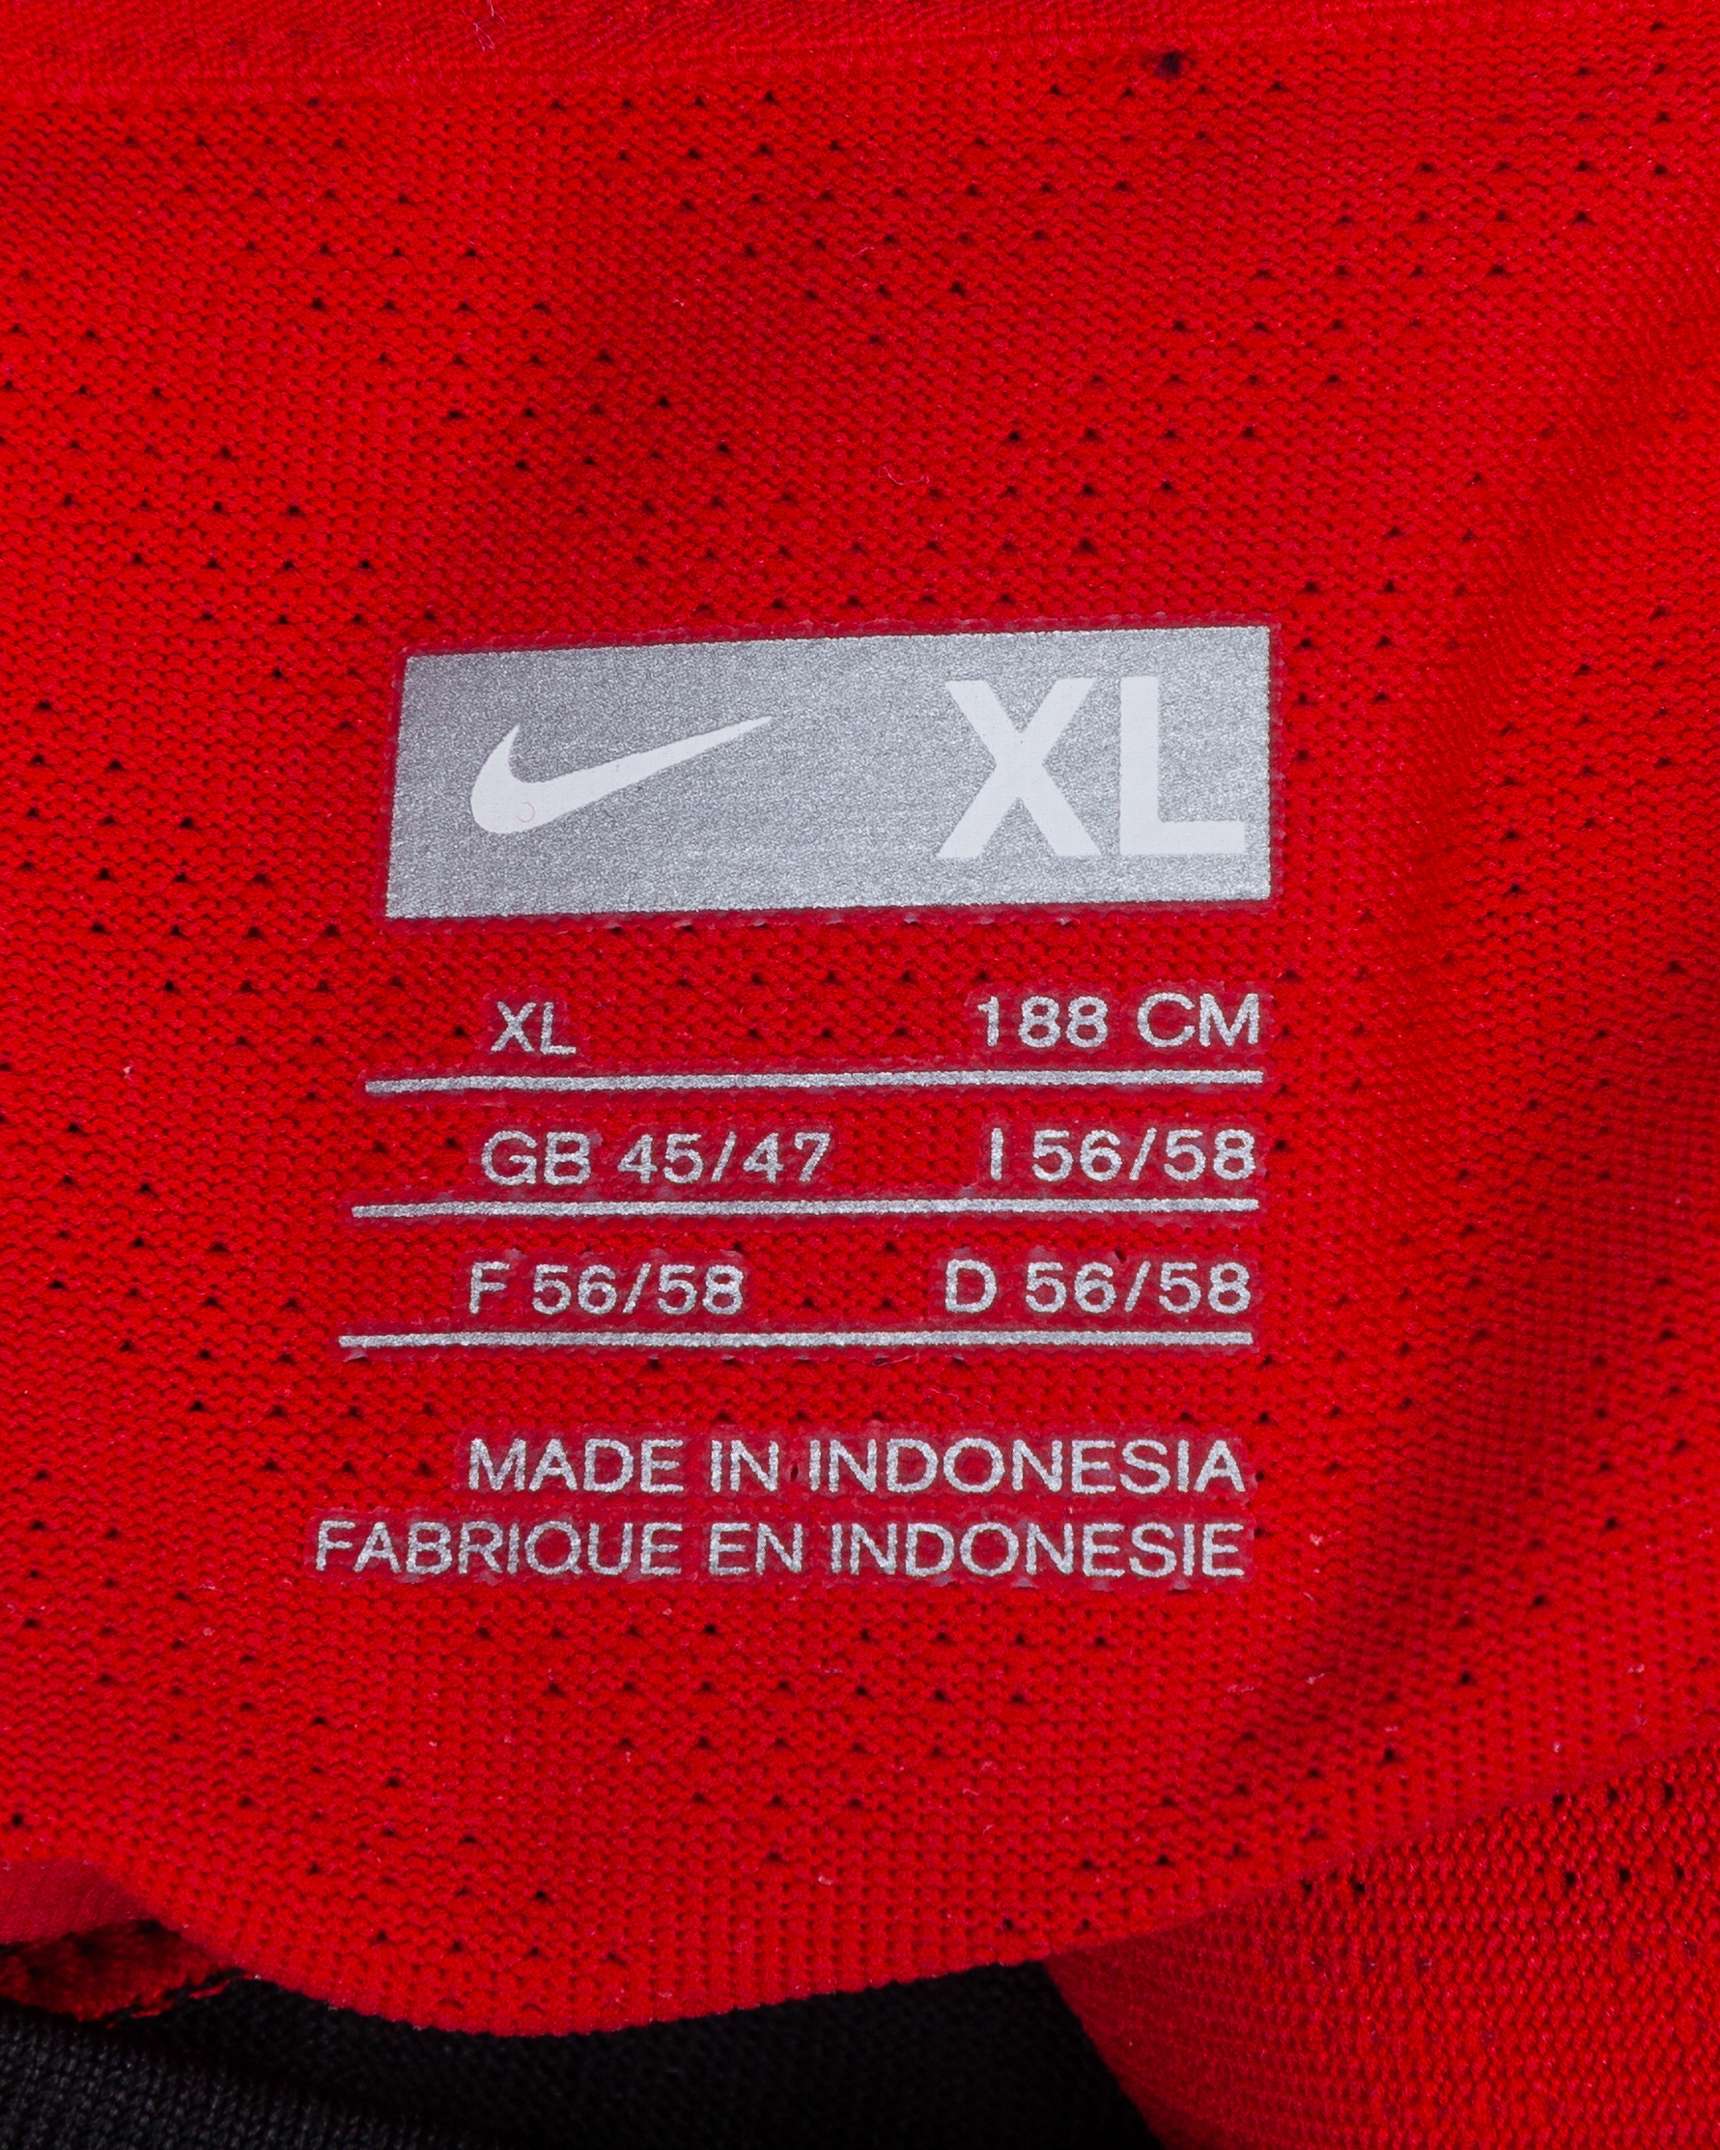 XL
XL 188 CM
GB 45/47 I 56/58
F 56/58 D 56/58
MADE IN INDONESIA
FABRIQUE EN INDONESIE